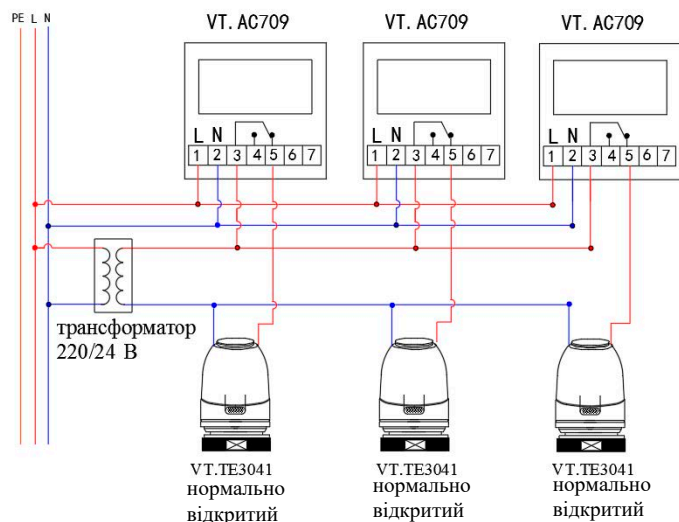 PE L N
VT. AC709
VT. AC709
VT. AC709
L N
1 2 3 4 5 6 7
L N
1 2 3 4 5 6 7
L N
1 2 3 4 5 6 7
трансформатор
220/24 В
VT.TE3041
нормально
відкритий
VT.TE3041
нормально
відкритий
VT.TE3041
нормально
відкритий